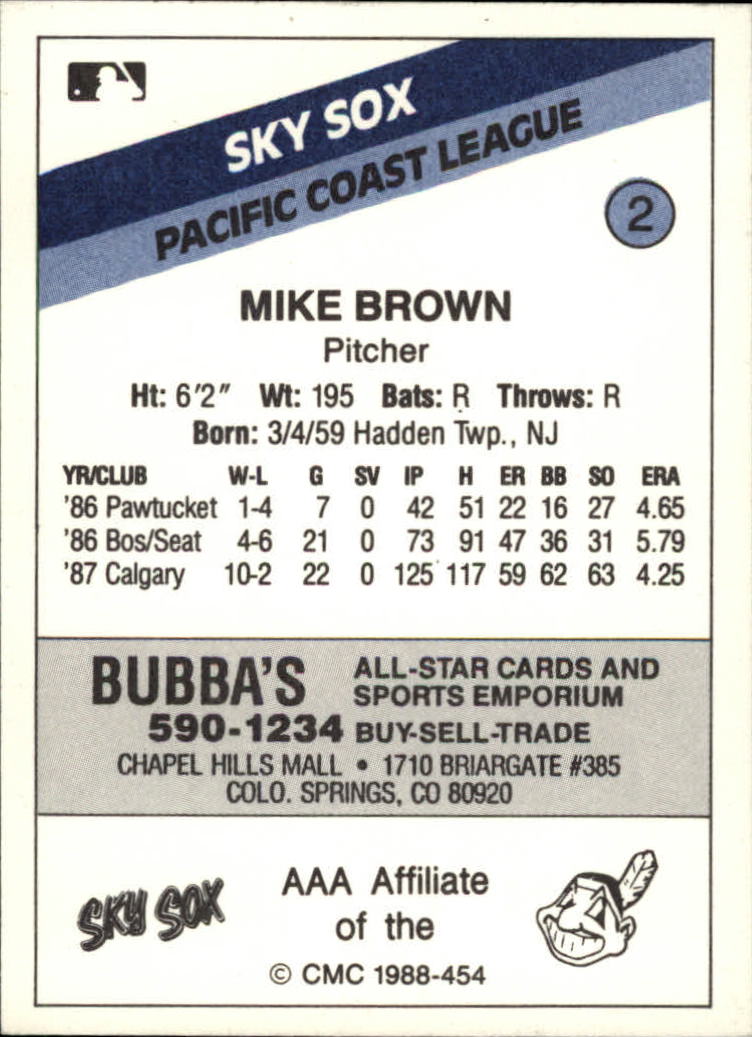 SKY SOX
PACIFIC COAST LEAGUE
2
MIKE BROWN
Pitcher
Ht: 6'2" Wt: 195 Bats: R Throws: R
Born: 3/4/59 Hadden Twp., NJ
YR/CLUB W-L G SV IP H ER BB SO ERA
'86 Pawtucket 1-4 7 0 42 51 22 16 27 4.65
'86 Bos/Seat 4-6 21 0 73 91 47 36 31 5.79
'87 Calgary 10-2 22 0 125 117 59 62 63 4.25
BUBBA'S ALL-STAR CARDS AND
SPORTS EMPORIUM
590-1234 BUY-SELL-TRADE
CHAPEL HILLS MALL • 1710 BRIARGATE #385
COLO. SPRINGS, CO 80920
SKY SOX
AAA Affiliate
of the
© CMC 1988-454